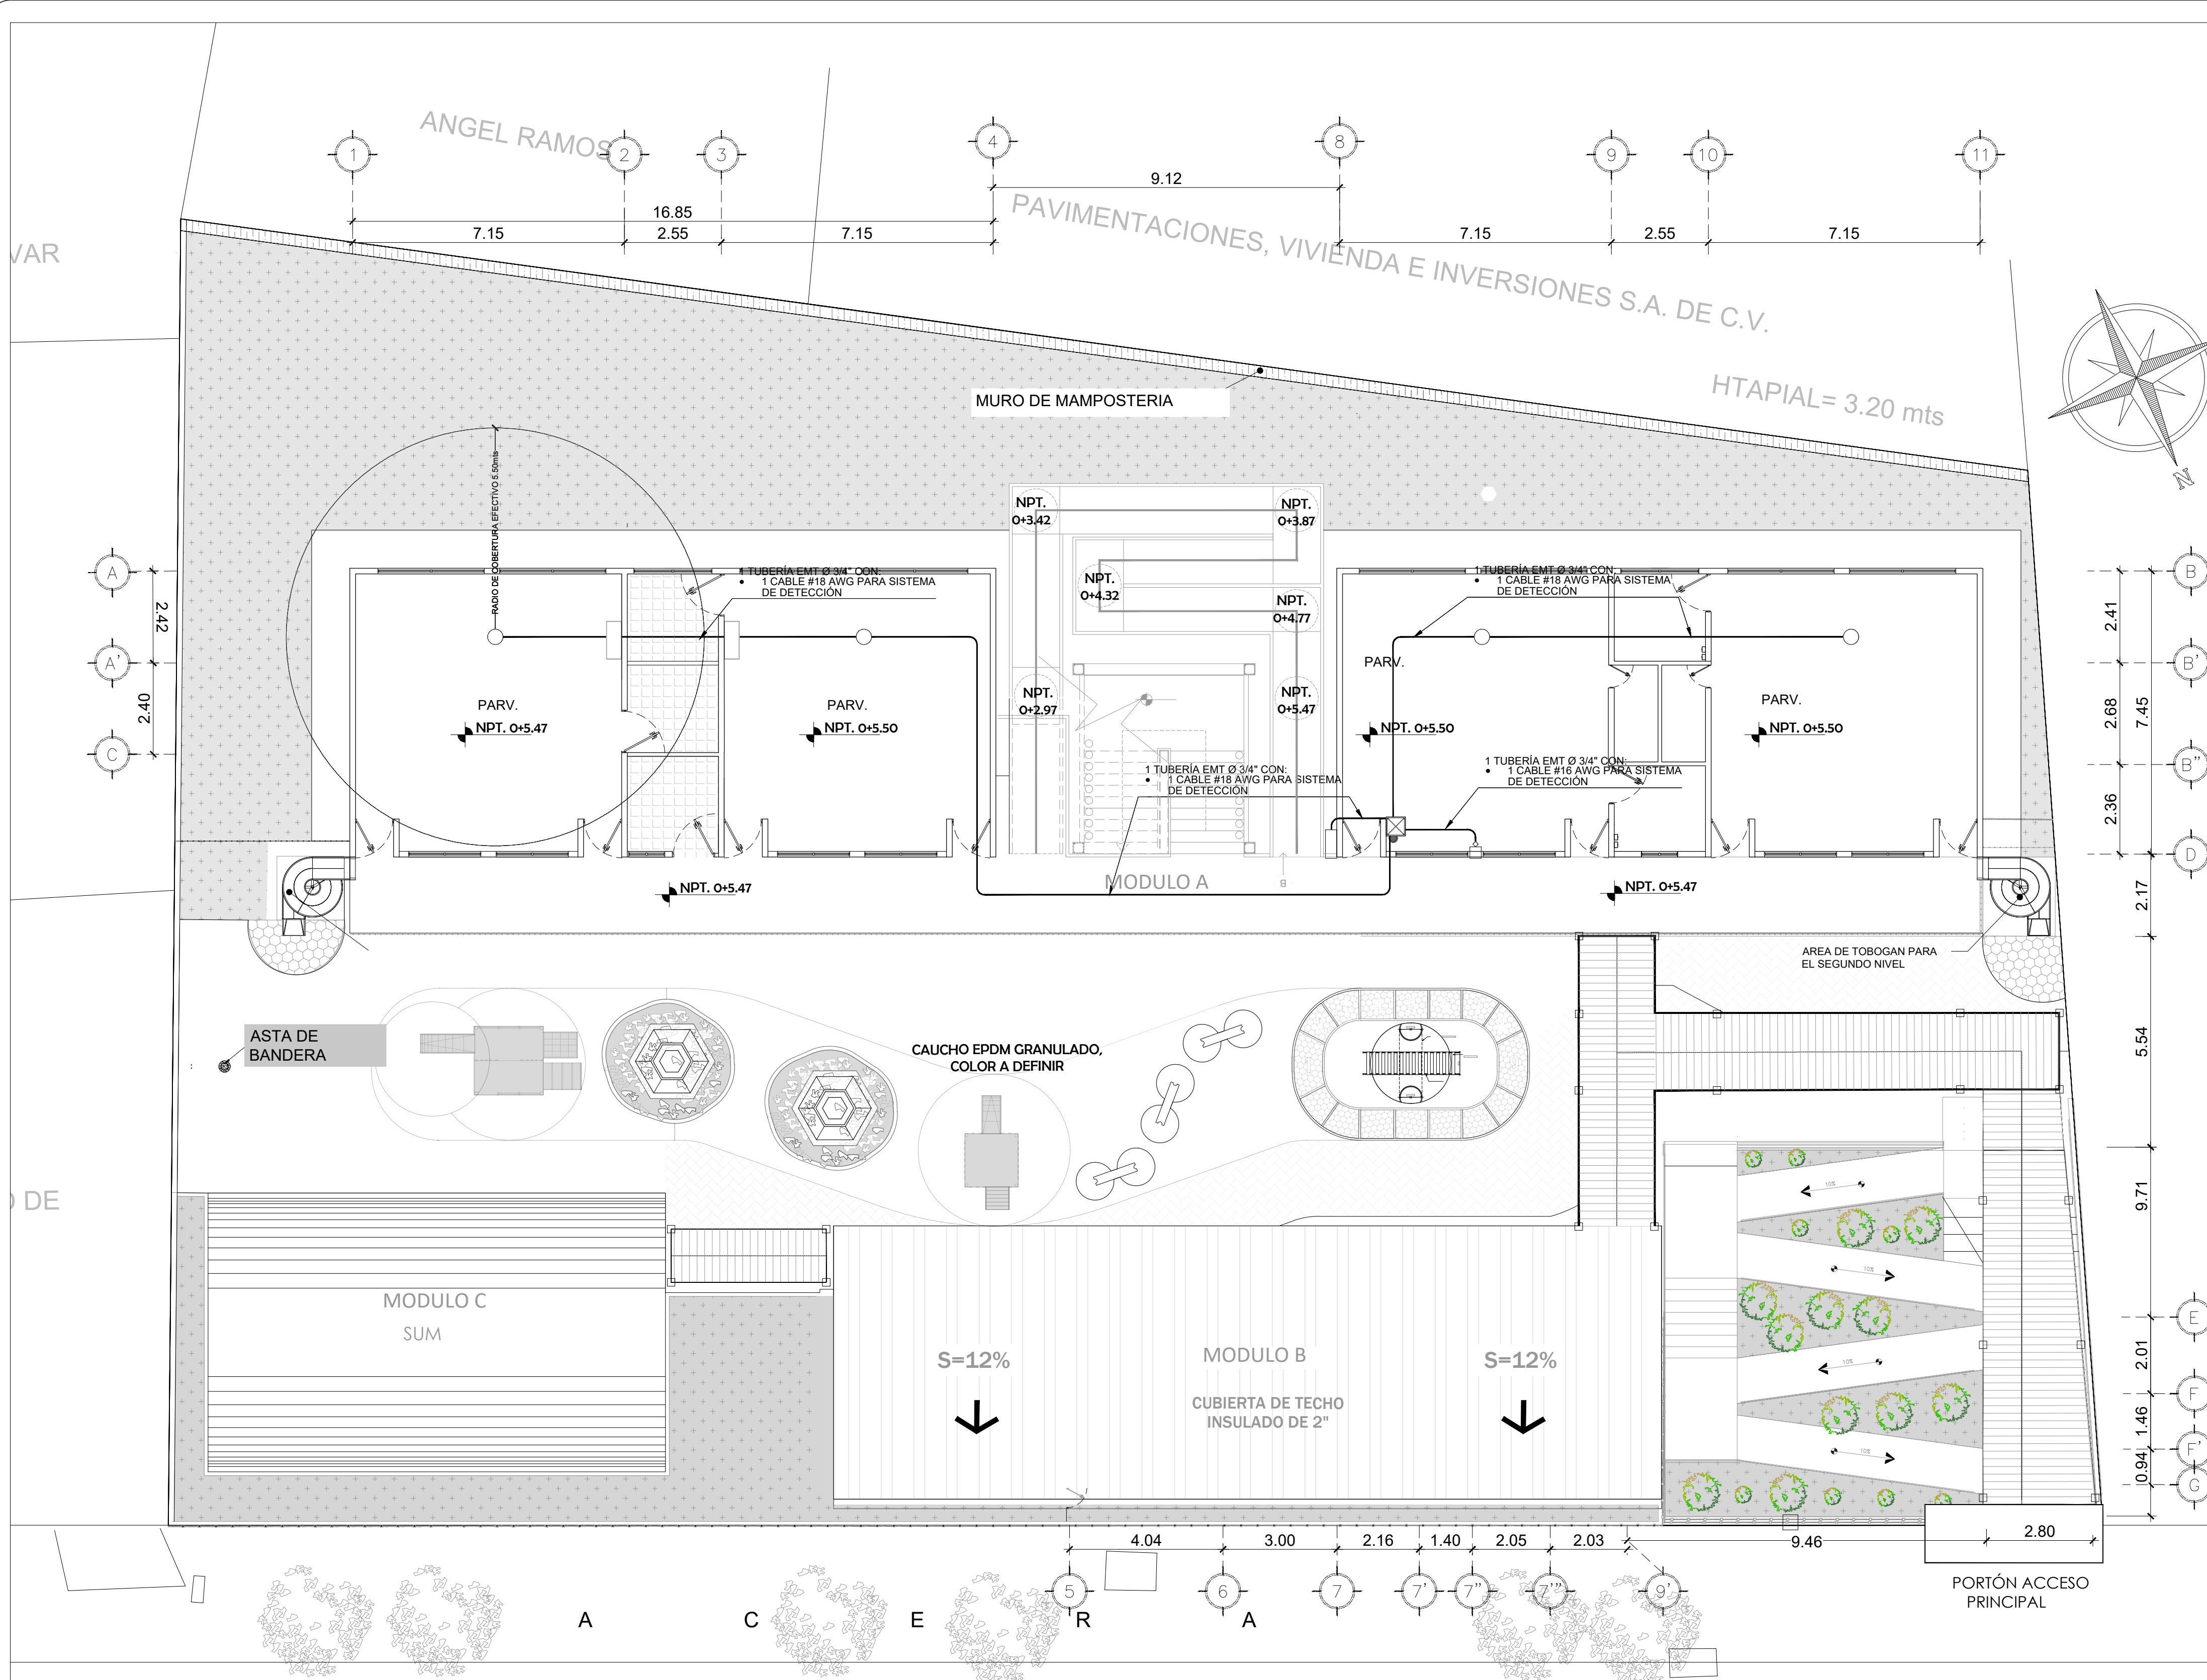 ANGEL RAMOS
1
2
3
4
8
9
10
11
9.12
16.85
7.15
2.55
7.15
7.15
2.55
7.15
PAVIMENTACIONES, VIVIENDA E INVERSIONES S.A. DE C.V.
VAR
HTAPIAL= 3.20 mts
MURO DE MAMPOSTERIA
N
RADIO DE COBERTURA EFECTIVO 5.50mts
NPT.
0+3.42
NPT.
0+3.87
NPT.
0+4.32
NPT.
0+4.77
NPT.
0+2.97
NPT.
0+5.47
1 TUBERÍA EMT Ø 3/4" CON:
• 1 CABLE #18 AWG PARA SISTEMA
DE DETECCIÓN
1 TUBERÍA EMT Ø 3/4" CON:
• 1 CABLE #18 AWG PARA SISTEMA
DE DETECCIÓN
A
A'
C
2.42
2.40
B
B'
B"
D
2.41
2.68
7.45
2.36
2.17
5.54
9.71
PARV.
NPT. 0+5.47
PARV.
NPT. 0+5.50
PARV.
NPT. 0+5.50
PARV.
NPT. 0+5.50
1 TUBERÍA EMT Ø 3/4" CON:
• 1 CABLE #18 AWG PARA SISTEMA
DE DETECCIÓN
1 TUBERÍA EMT Ø 3/4" CON:
• 1 CABLE #16 AWG PARA SISTEMA
DE DETECCIÓN
MODULO A
B
NPT. 0+5.47
NPT. 0+5.47
AREA DE TOBOGAN PARA
EL SEGUNDO NIVEL
ASTA DE
BANDERA
CAUCHO EPDM GRANULADO,
COLOR A DEFINIR
DE
10%
10%
10%
10%
MODULO C
SUM
S=12%
MODULO B
S=12%
CUBIERTA DE TECHO
INSULADO DE 2"
E
F
F'
G
2.01
1.46
0.94
4.04
3.00
2.16
1.40
2.05
2.03
9.46
2.80
5
6
7
7'
7''
7'''
9'
PORTÓN ACCESO
PRINCIPAL
A C E R A